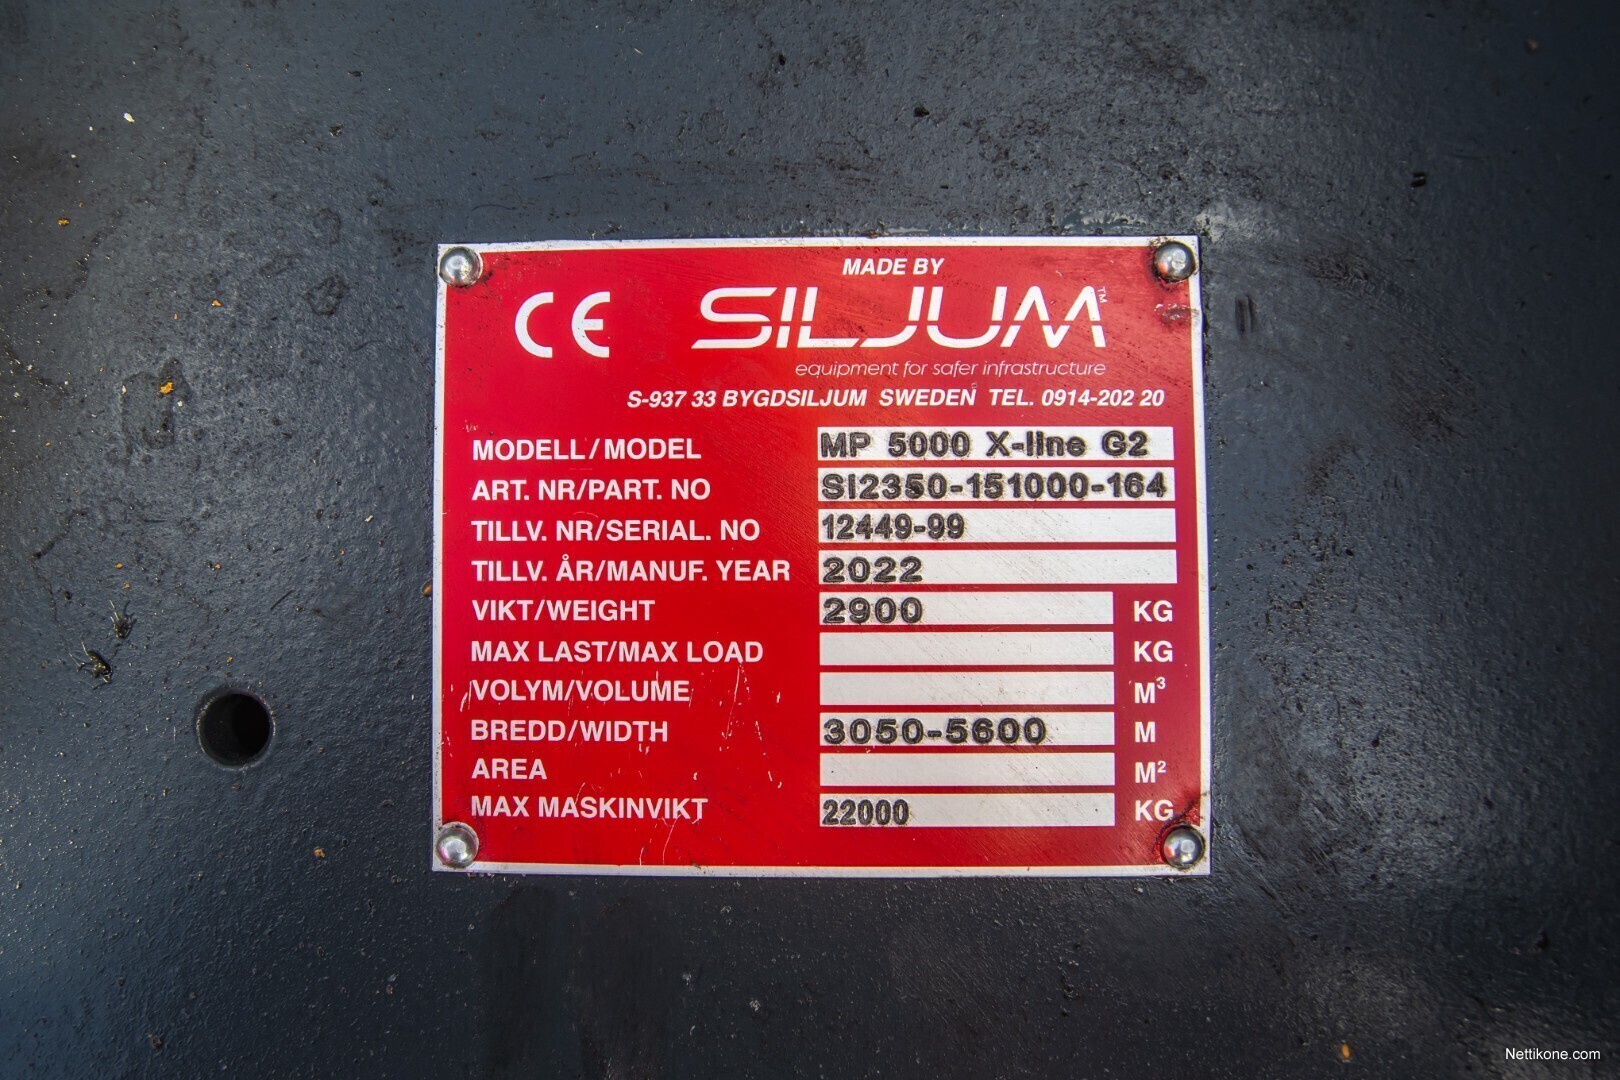 MADE BY
CE SILJUM™
equipment for safer infrastructure
S-937 33 BYGDSILJUM SWEDEN TEL. 0914-202 20
MODELL/MODEL MP 5000 X-line G2
ART. NR/PART. NO SI2350-151000-164
TILLV. NR/SERIAL. NO 12449-99
TILLV. ÅR/MANUF. YEAR 2022
VIKT/WEIGHT 2900 KG
MAX LAST/MAX LOAD KG
VOLYM/VOLUME M³
BREDD/WIDTH 3050-5600 M
AREA M²
MAX MASKINVIKT 22000 KG
Nettikone.com